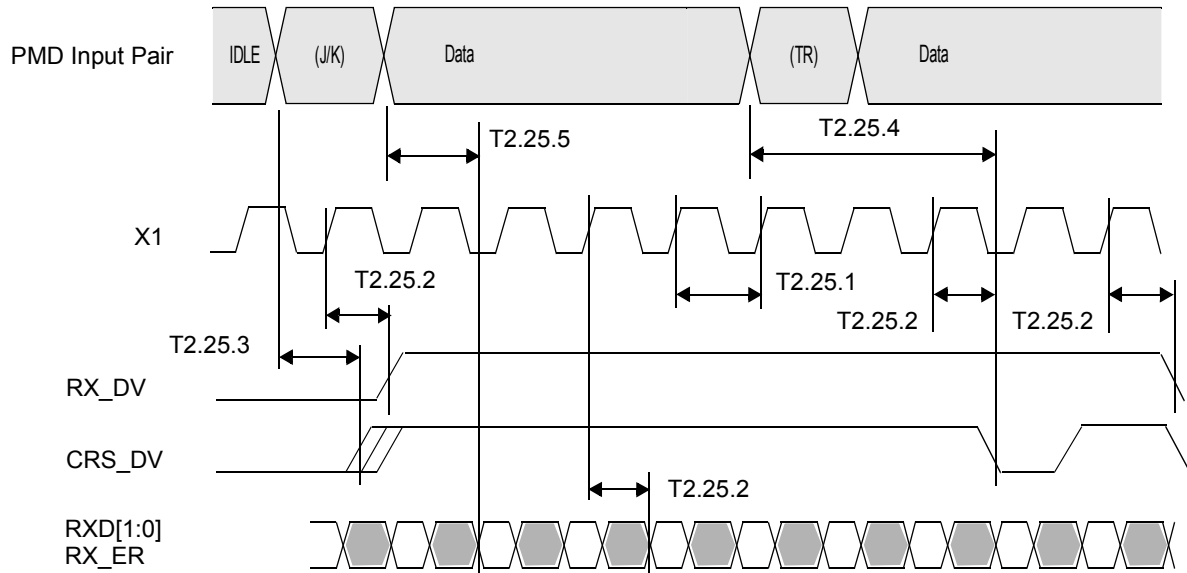 PMD Input Pair
IDLE
(J/K)
Data
(TR)
Data
T2.25.5
T2.25.4
X1
T2.25.2
T2.25.1
T2.25.2
T2.25.2
T2.25.3
RX_DV
CRS_DV
T2.25.2
RXD[1:0]
RX_ER